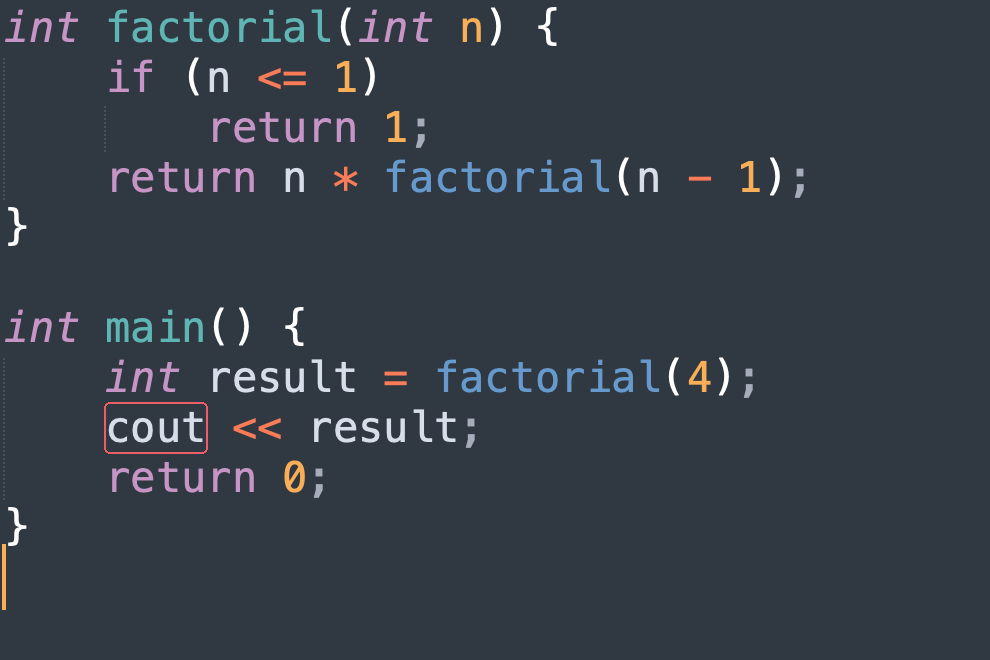 int factorial(int n) {
    if (n <= 1)
        return 1;
    return n * factorial(n - 1);
}

int main() {
    int result = factorial(4);
    cout << result;
    return 0;
}